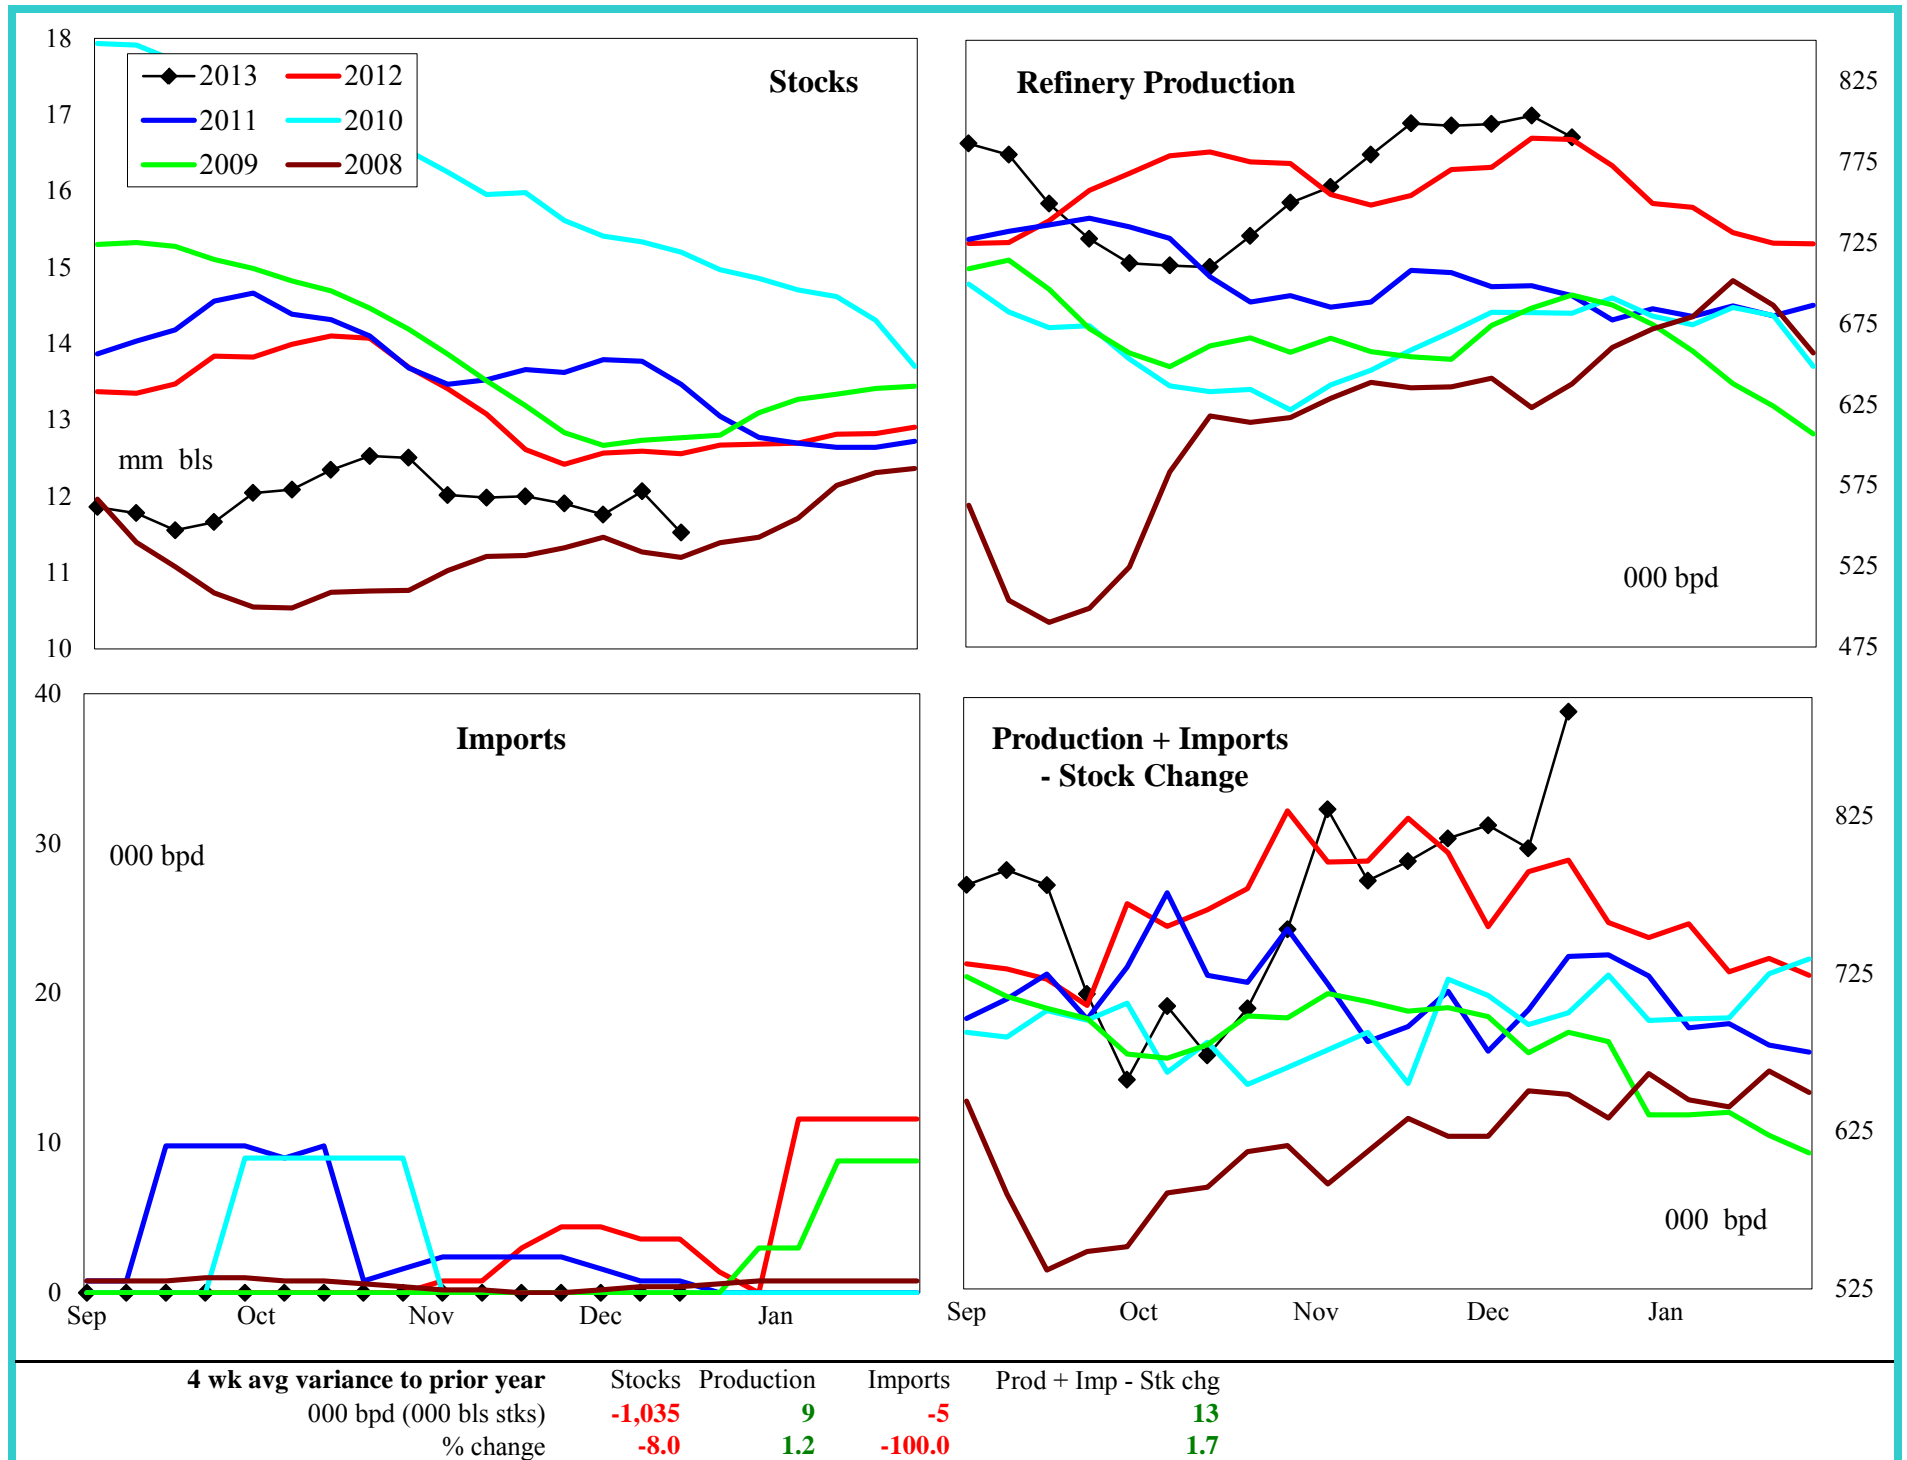 Stocks
2013 2012
2011 2010
2009 2008
mm bls
18
17
16
15
14
13
12
11
10
Refinery Production
000 bpd
825
775
725
675
625
575
525
475
Imports
000 bpd
40
30
20
10
0
Sep Oct Nov Dec Jan
Production + Imports
- Stock Change
000 bpd
825
725
625
525
Sep Oct Nov Dec Jan
4 wk avg variance to prior year Stocks Production Imports Prod + Imp - Stk chg
000 bpd (000 bls stks) -1,035 9 -5 13
% change -8.0 1.2 -100.0 1.7